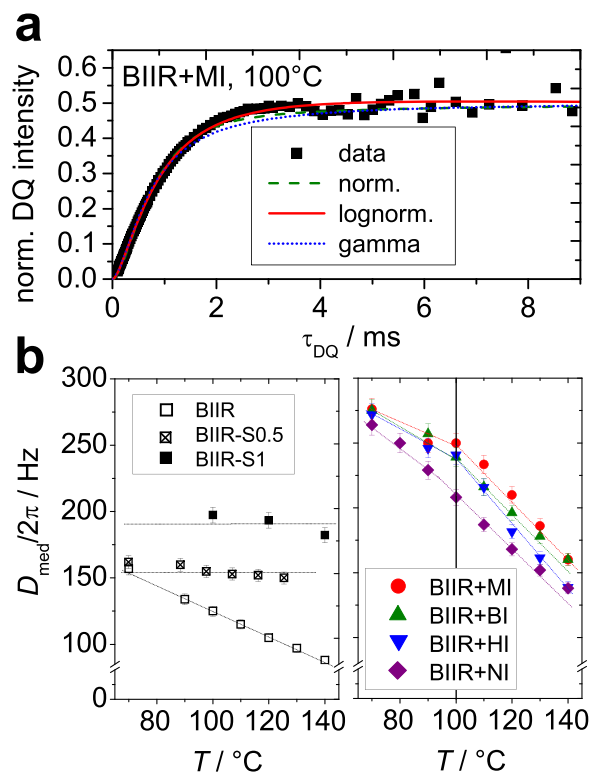 a
BIIR+MI, 100°C
norm. DQ intensity
0.6
0.5
0.4
0.3
0.2
0.1
0.0
data
norm.
lognorm.
gamma
0 2 4 6 8
τDQ / ms
b
Dmed/2π / Hz
300
250
200
150
100
0
BIIR
BIIR-S0.5
BIIR-S1
BIIR+MI
BIIR+BI
BIIR+HI
BIIR+NI
80 100 120 140 80 100 120 140
T / °C T / °C